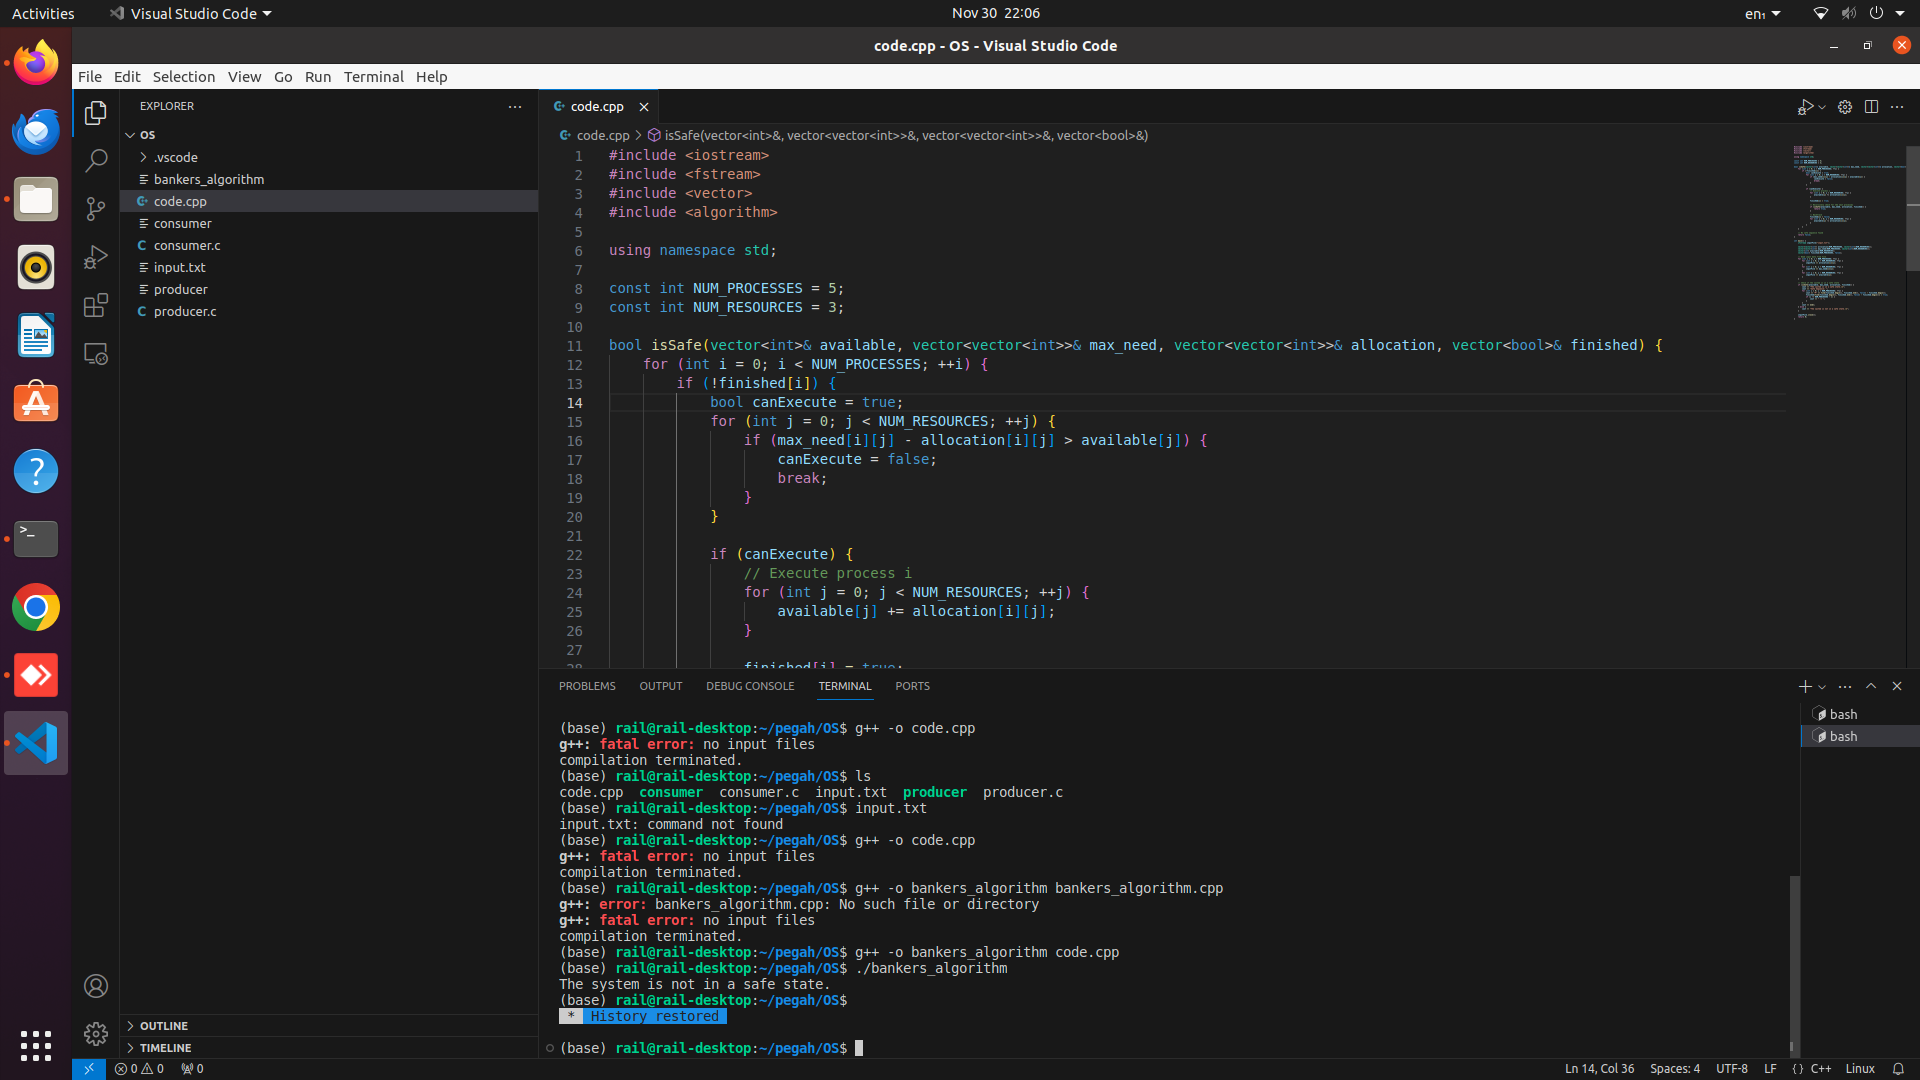 Activities
Visual Studio Code
Nov 30 22:06
en₁
code.cpp - OS - Visual Studio Code
File Edit Selection View Go Run Terminal Help
EXPLORER
OS
.vscode
bankers_algorithm
code.cpp
consumer
consumer.c
input.txt
producer
producer.c
OUTLINE
TIMELINE
code.cpp
code.cpp > isSafe(vector<int>&, vector<vector<int>>&, vector<vector<int>>&, vector<bool>&)
1 #include <iostream>
2 #include <fstream>
3 #include <vector>
4 #include <algorithm>
5
6 using namespace std;
7
8 const int NUM_PROCESSES = 5;
9 const int NUM_RESOURCES = 3;
10
11 bool isSafe(vector<int>& available, vector<vector<int>>& max_need, vector<vector<int>>& allocation, vector<bool>& finished) {
12 for (int i = 0; i < NUM_PROCESSES; ++i) {
13 if (!finished[i]) {
14 bool canExecute = true;
15 for (int j = 0; j < NUM_RESOURCES; ++j) {
16 if (max_need[i][j] - allocation[i][j] > available[j]) {
17 canExecute = false;
18 break;
19 }
20 }
21
22 if (canExecute) {
23 // Execute process i
24 for (int j = 0; j < NUM_RESOURCES; ++j) {
25 available[j] += allocation[i][j];
26 }
27
28 finished[i] = true;
PROBLEMS OUTPUT DEBUG CONSOLE TERMINAL PORTS
(base) rail@rail-desktop:~/pegah/OS$ g++ -o code.cpp
g++: fatal error: no input files
compilation terminated.
(base) rail@rail-desktop:~/pegah/OS$ ls
code.cpp consumer consumer.c input.txt producer producer.c
(base) rail@rail-desktop:~/pegah/OS$ input.txt
input.txt: command not found
(base) rail@rail-desktop:~/pegah/OS$ g++ -o code.cpp
g++: fatal error: no input files
compilation terminated.
(base) rail@rail-desktop:~/pegah/OS$ g++ -o bankers_algorithm bankers_algorithm.cpp
g++: error: bankers_algorithm.cpp: No such file or directory
g++: fatal error: no input files
compilation terminated.
(base) rail@rail-desktop:~/pegah/OS$ g++ -o bankers_algorithm code.cpp
(base) rail@rail-desktop:~/pegah/OS$ ./bankers_algorithm
The system is not in a safe state.
(base) rail@rail-desktop:~/pegah/OS$
* History restored
(base) rail@rail-desktop:~/pegah/OS$
bash
bash
0 0 0
Ln 14, Col 36 Spaces: 4 UTF-8 LF {} C++ Linux